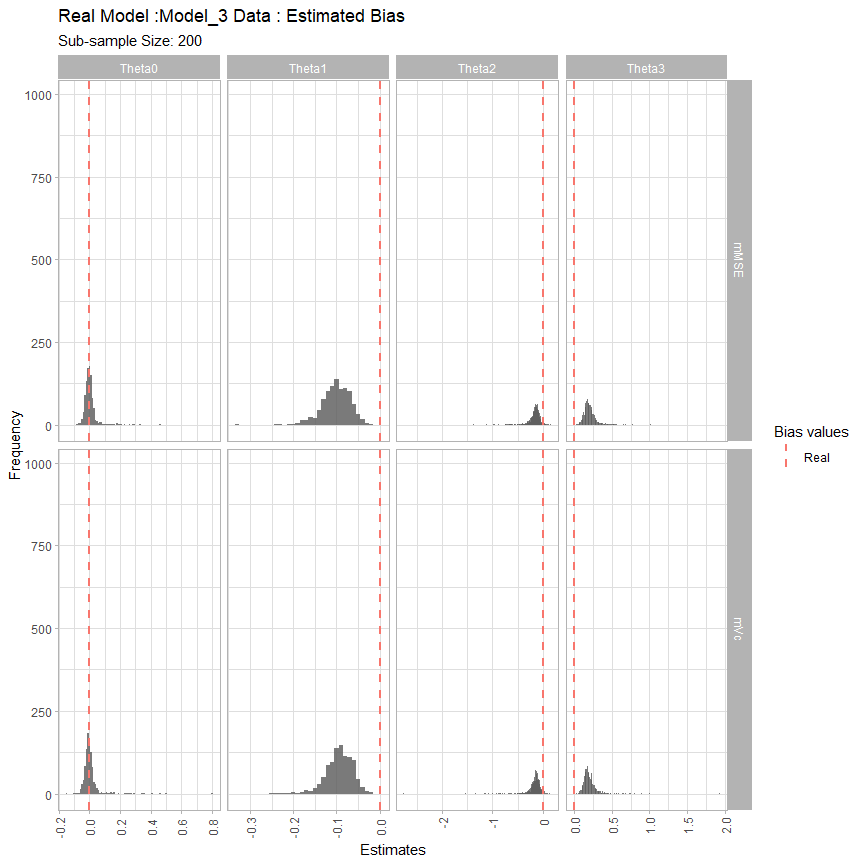 Real Model :Model_3 Data : Estimated Bias
Sub-sample Size: 200
Theta0 Theta1 Theta2 Theta3
1000
750
500
250
0
mMSE
1000
750
500
250
0
mVc
Frequency
-0.2 0.0 0.2 0.4 0.6 0.8 -0.3 -0.2 -0.1 0.0 -2 -1 0 0.0 0.5 1.0 1.5 2.0
Estimates
Bias values
Real